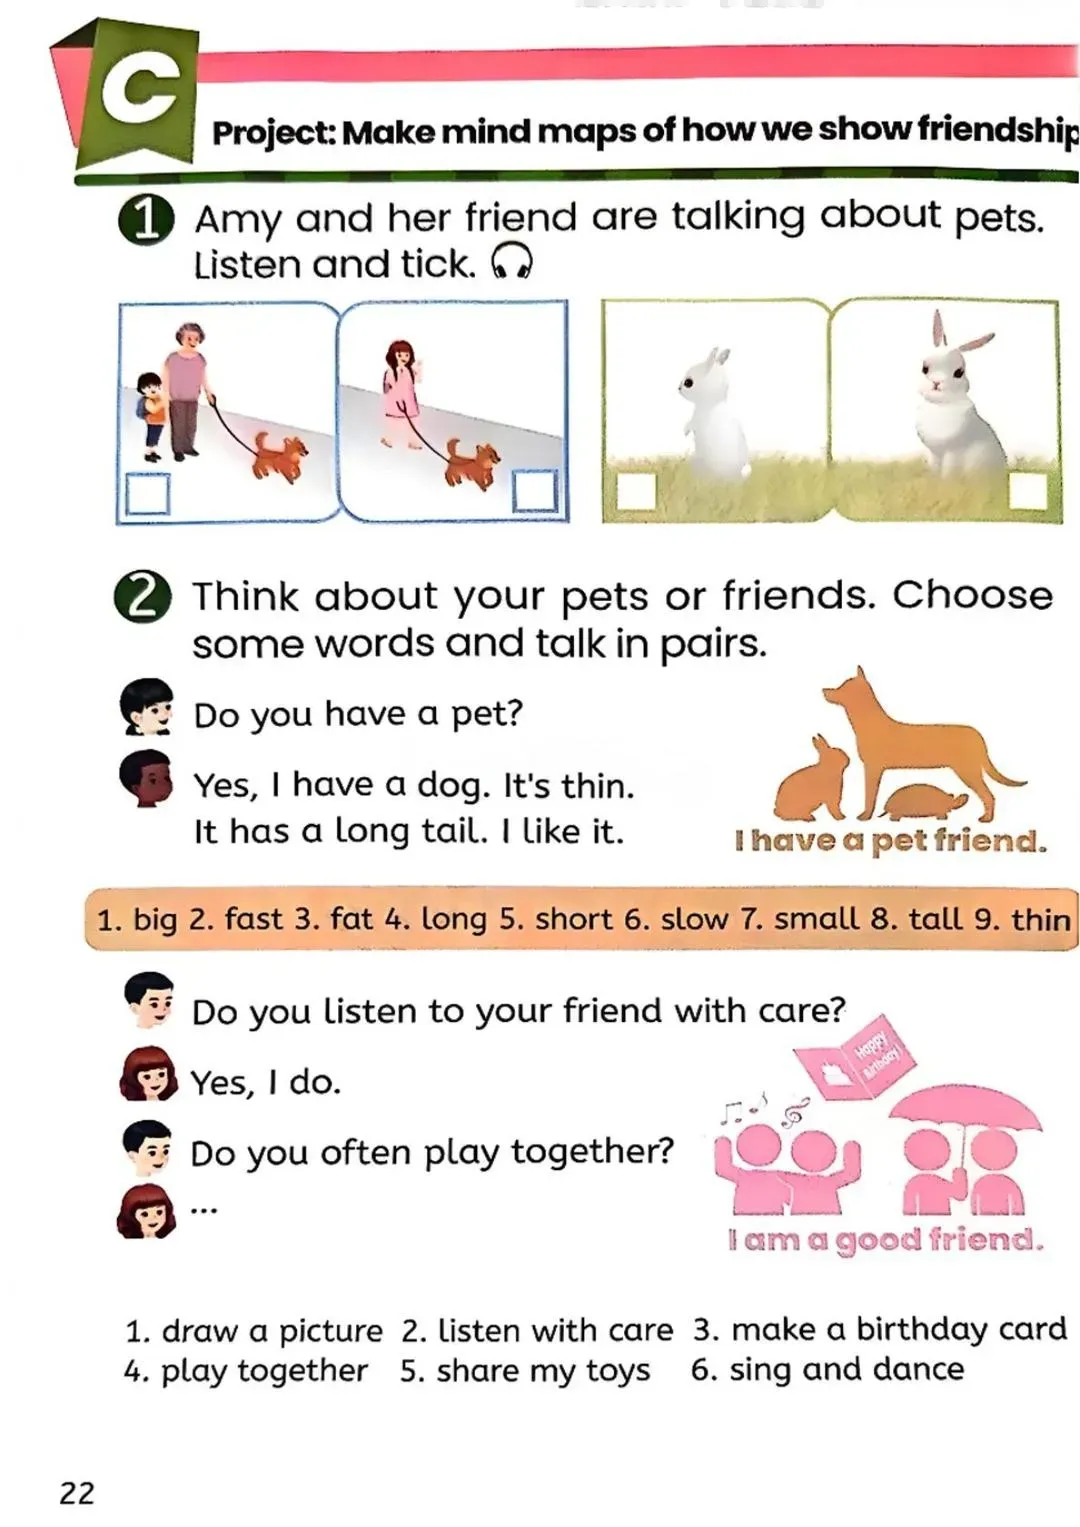 C
Project: Make mind maps of how we show friendship
1 Amy and her friend are talking about pets.
Listen and tick.
2 Think about your pets or friends. Choose
some words and talk in pairs.
Do you have a pet?
Yes, I have a dog. It's thin.
It has a long tail. I like it.
I have a pet friend.
1. big 2. fast 3. fat 4. long 5. short 6. slow 7. small 8. tall 9. thin
Do you listen to your friend with care?
Happy
Birthday!
Yes, I do.
Do you often play together?
...
I am a good friend.
1. draw a picture 2. listen with care 3. make a birthday card
4. play together 5. share my toys 6. sing and dance
22